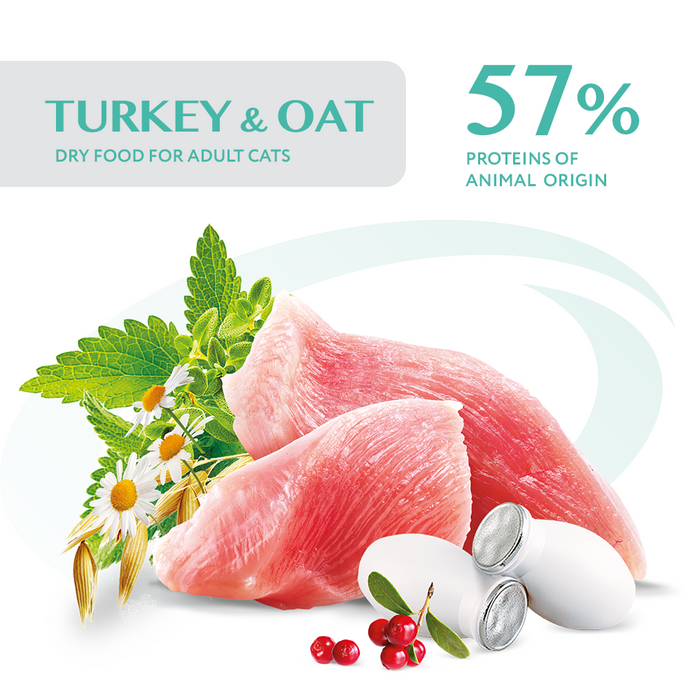 TURKEY & OAT
DRY FOOD FOR ADULT CATS
57%
PROTEINS OF
ANIMAL ORIGIN